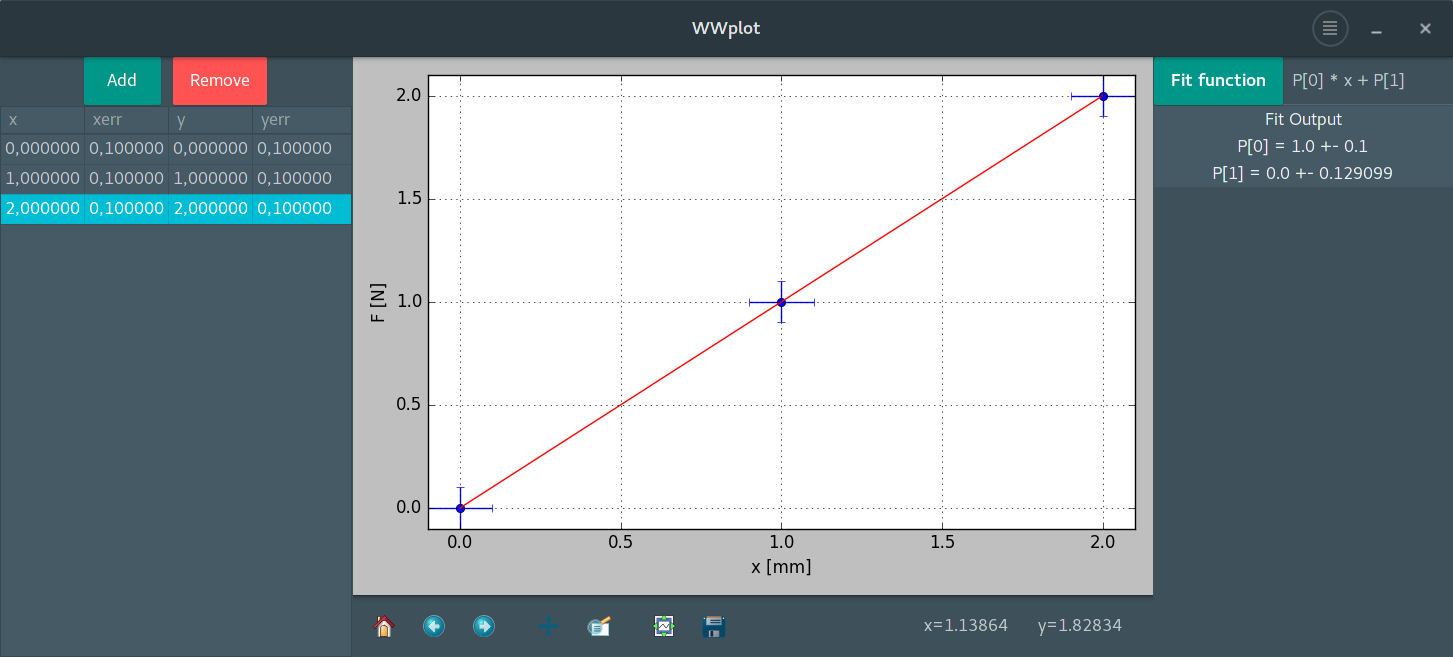 WWplot
Add Remove
x xerr y yerr
0,000000 0,100000 0,000000 0,100000
1,000000 0,100000 1,000000 0,100000
2,000000 0,100000 2,000000 0,100000
2.0
1.5
1.0
0.5
0.0
F [N]
0.0 0.5 1.0 1.5 2.0
x [mm]
x=1.13864 y=1.82834
Fit function P[0] * x + P[1]
Fit Output
P[0] = 1.0 +- 0.1
P[1] = 0.0 +- 0.129099